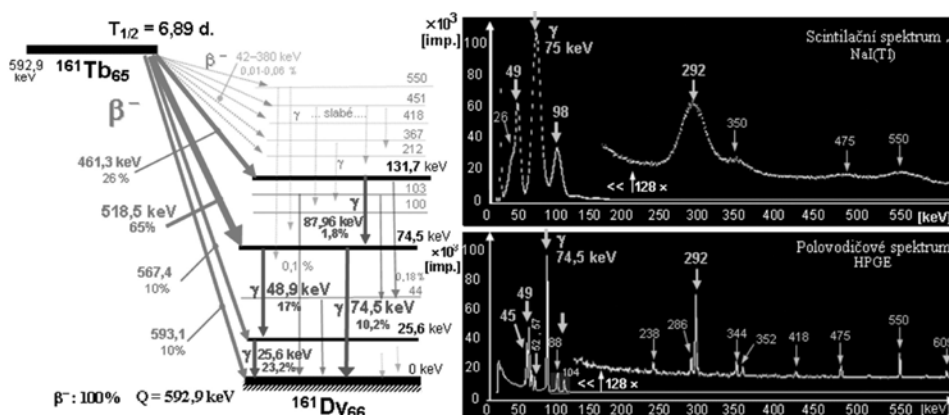 T1/2 = 6,89 d.
592,9
keV
161Tb65
β−
β−
42–380 keV
0,01-0,06 %
550
451
418
367
212
γ ... slabé....
γ
131,7 keV
103
100
461,3 keV
26%
518,5 keV
65%
567,4
10%
593,1
10%
γ
87,96 keV
1,8%
74,5 keV
0,1 %
0,18%
44
γ 48,9 keV
17%
γ 74,5 keV
10,2%
25,6 keV
γ 25,6 keV
23,2%
0 keV
161Dy66
β−: 100% Q = 592,9 keV
×10³
[imp.]
100
80
60
40
20
0
γ
75 keV
49
26
98
292
350
475
550
<< 128 ×
Scintilační spektrum .
NaI(Tl)
0 50 100 150 200 250 300 350 400 450 500 550 [keV]
[imp.]
100
80
60
40
20
0
γ
74,5 keV
49
45
52, 57
88
104
238
286
292
344
352
418
475
550
609
<< 128 ×
Polovodičové spektrum
HPGE
0 50 100 150 200 250 300 350 400 450 500 550 [keV]